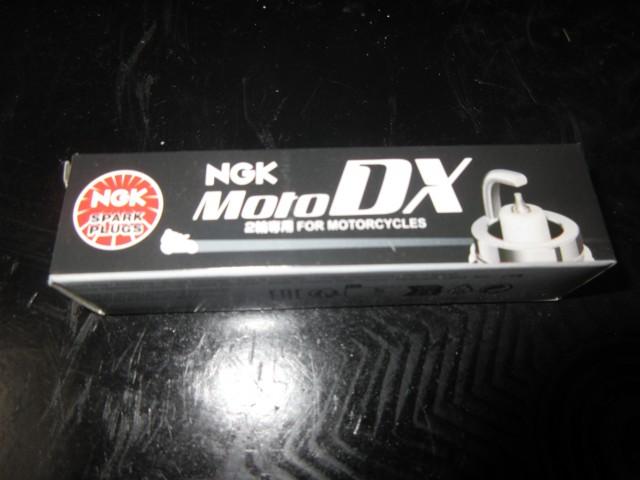 NGK
SPARK
PLUGS
NGK
MotoDX
2輪専用 FOR MOTORCYCLES